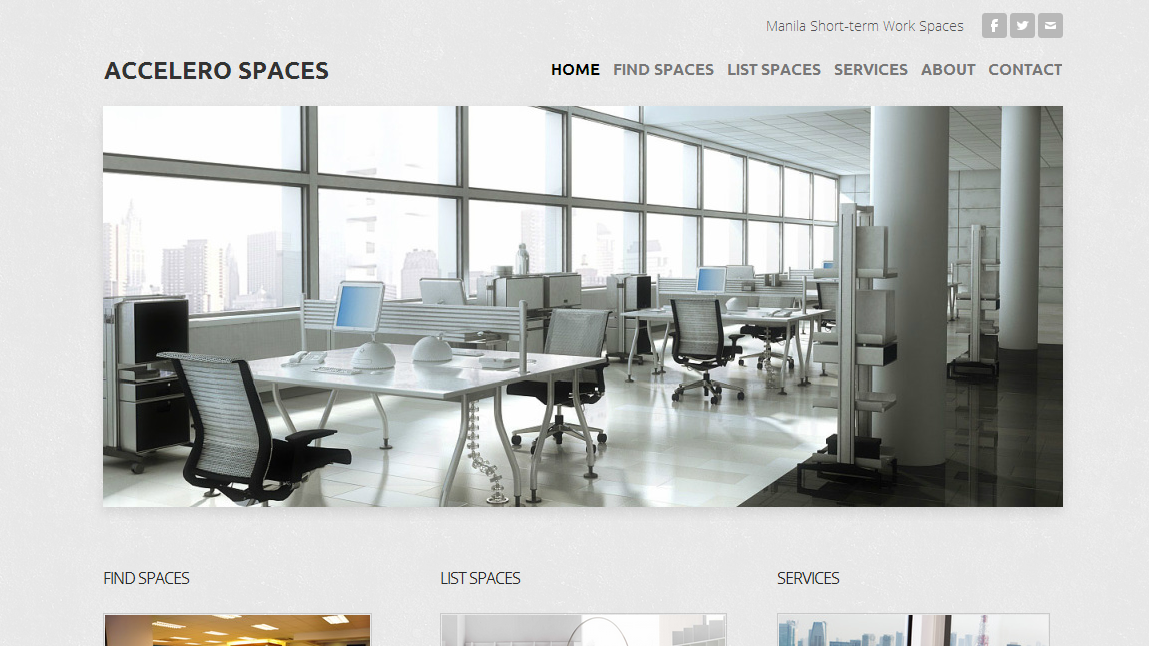 Manila Short-term Work Spaces
ACCELERO SPACES
HOME FIND SPACES LIST SPACES SERVICES ABOUT CONTACT
FIND SPACES LIST SPACES SERVICES